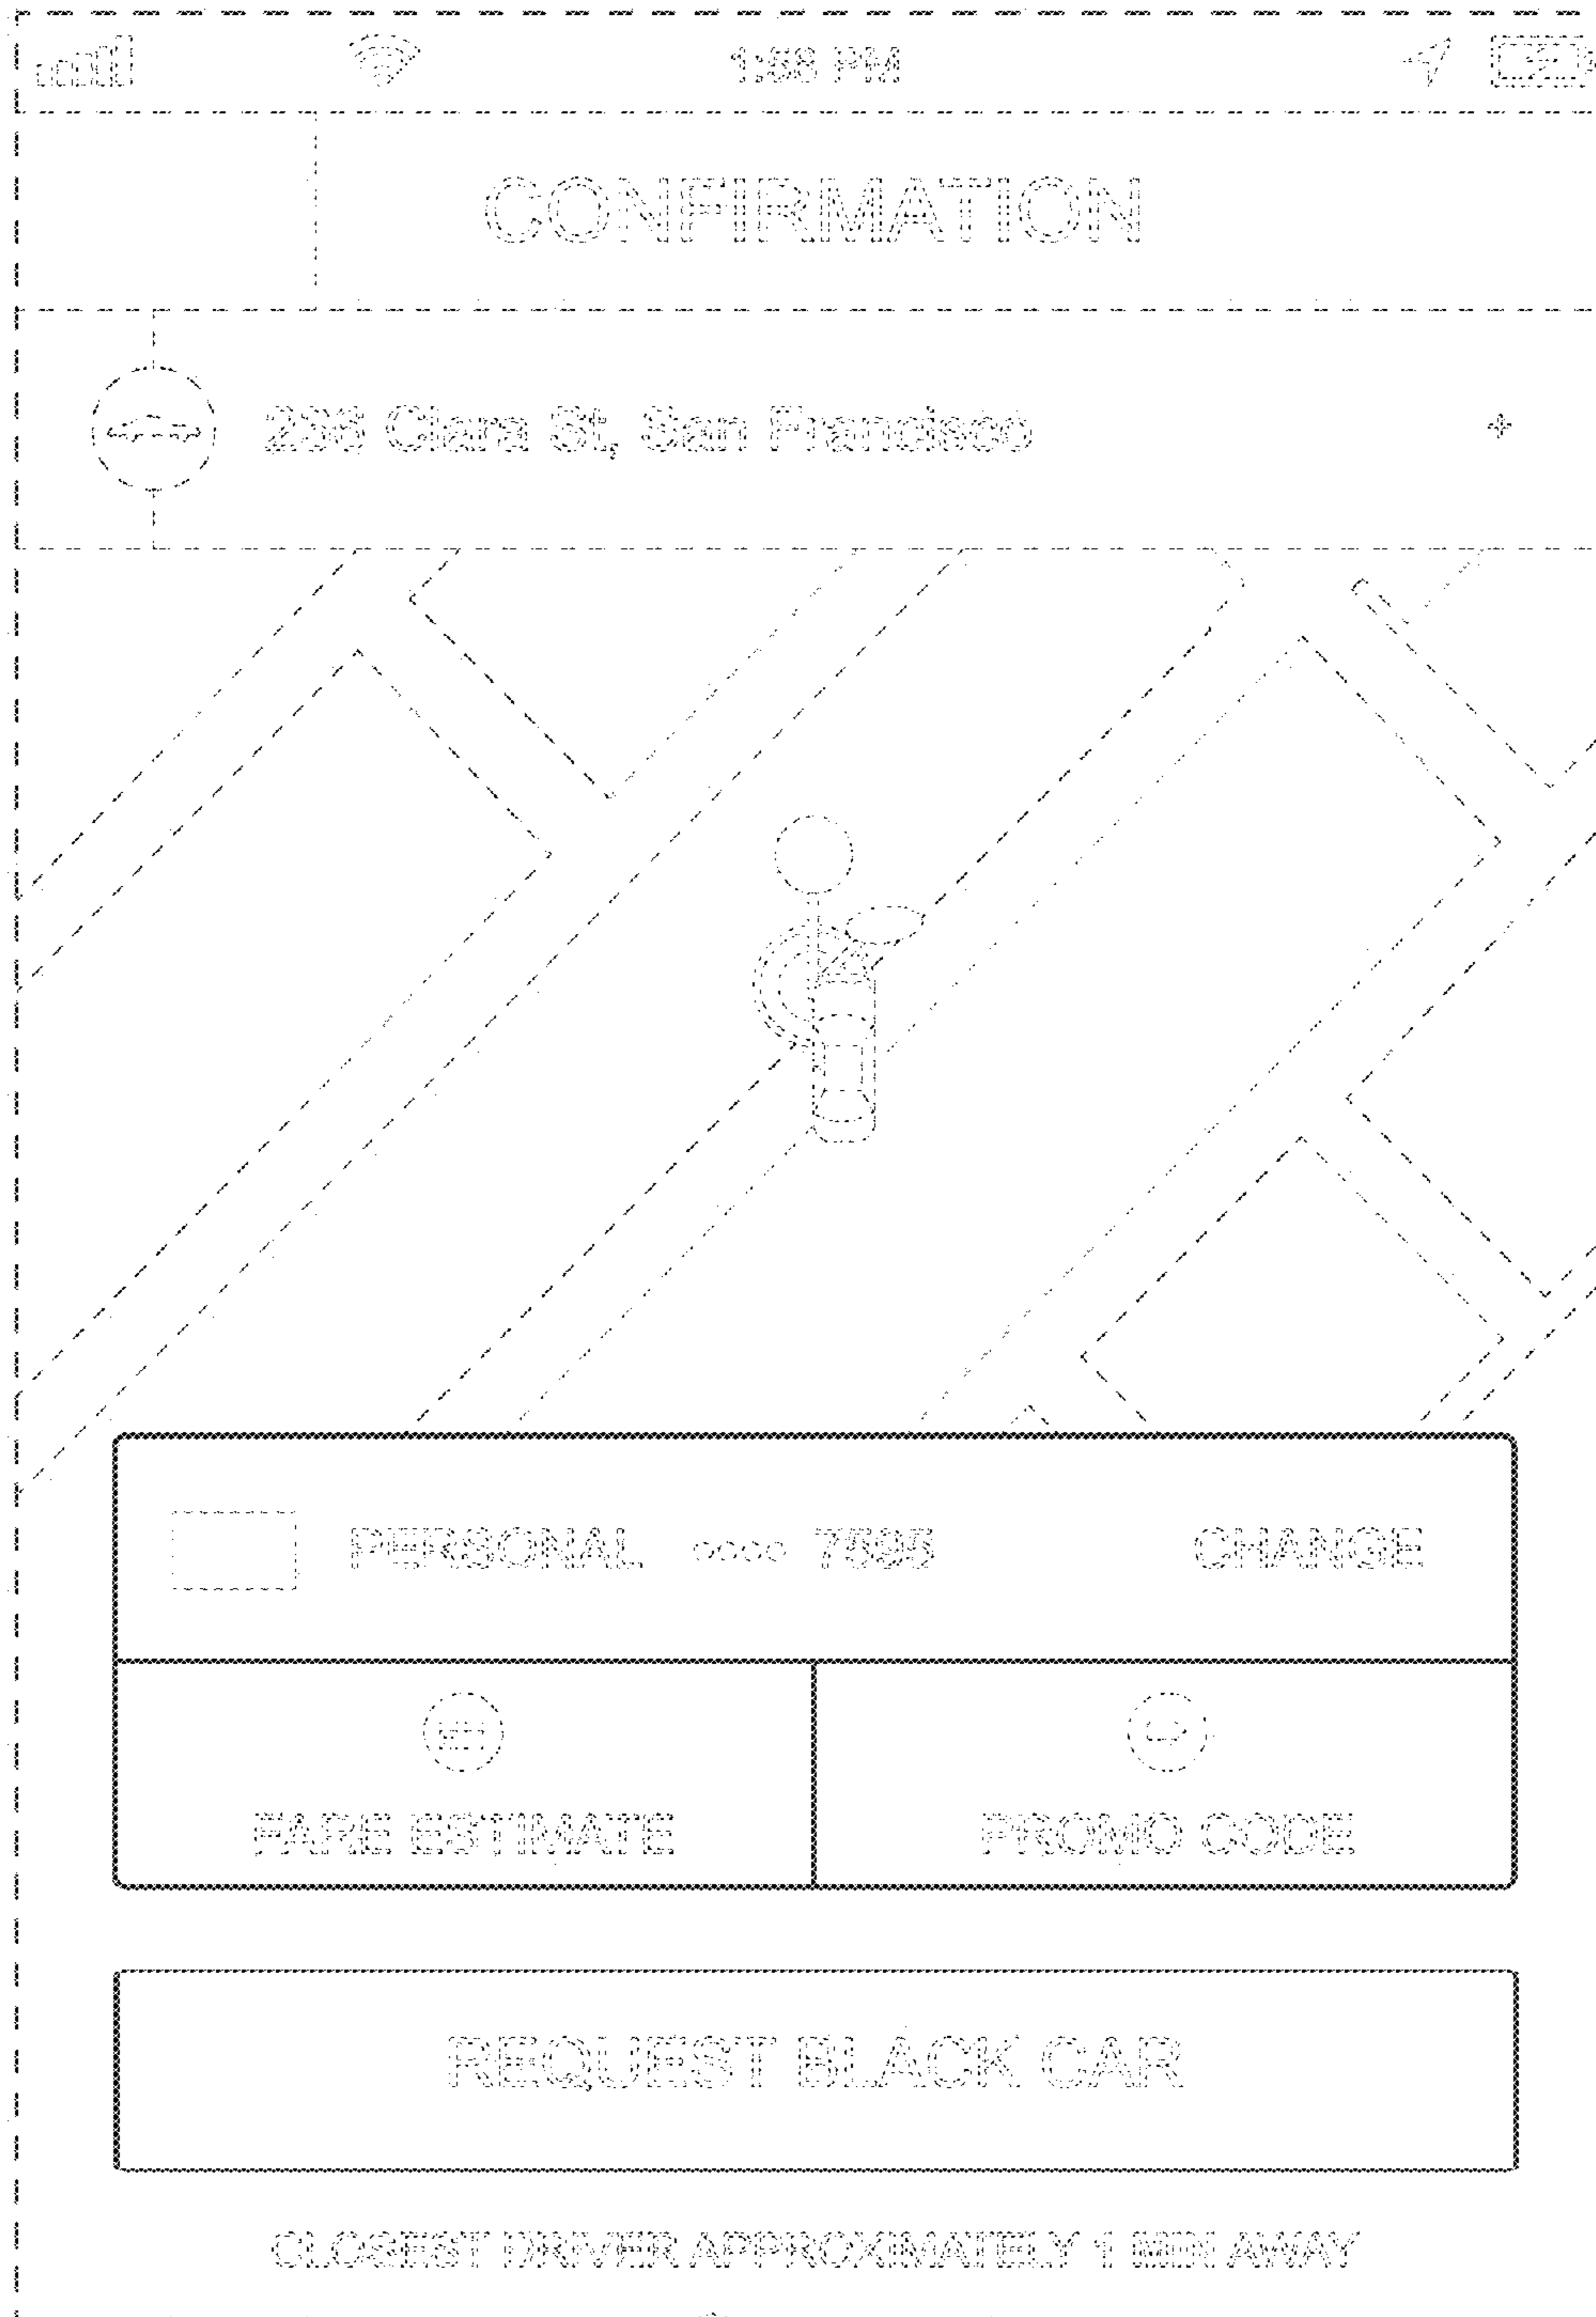 1:58 PM
CONFIRMATION
236 Clara St, San Francisco +
PERSONAL 7595 CHANGE
FARE ESTIMATE PROMO CODE
REQUEST BLACK CAR
CLOSEST DRIVER APPROXIMATELY 1 MIN AWAY